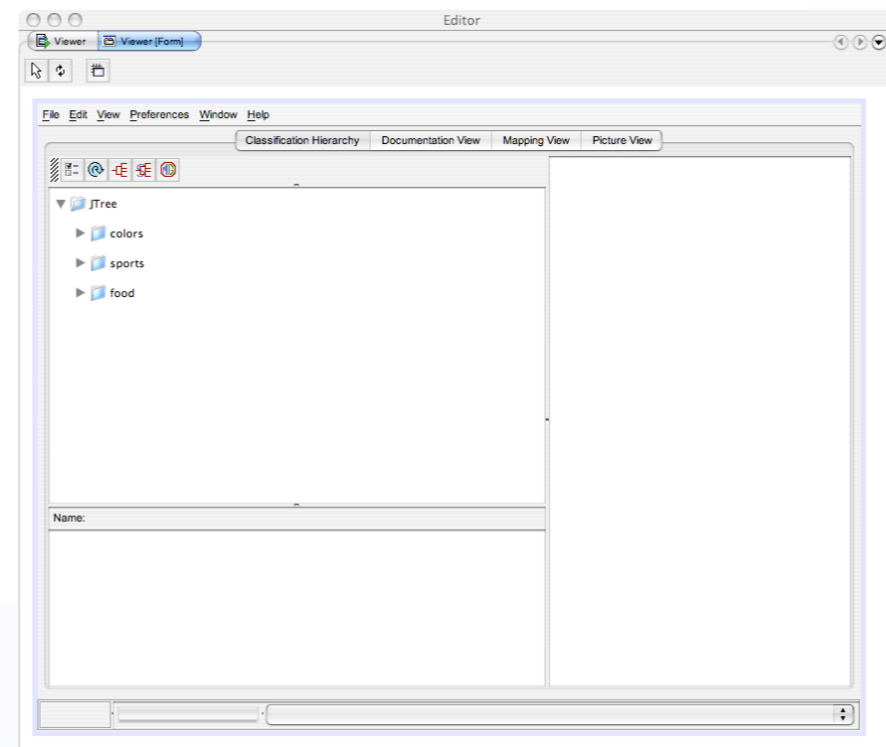 Editor
Viewer Viewer [Form]
File Edit View Preferences Window Help
Classification Hierarchy Documentation View Mapping View Picture View
JTree
colors
sports
food
Name: